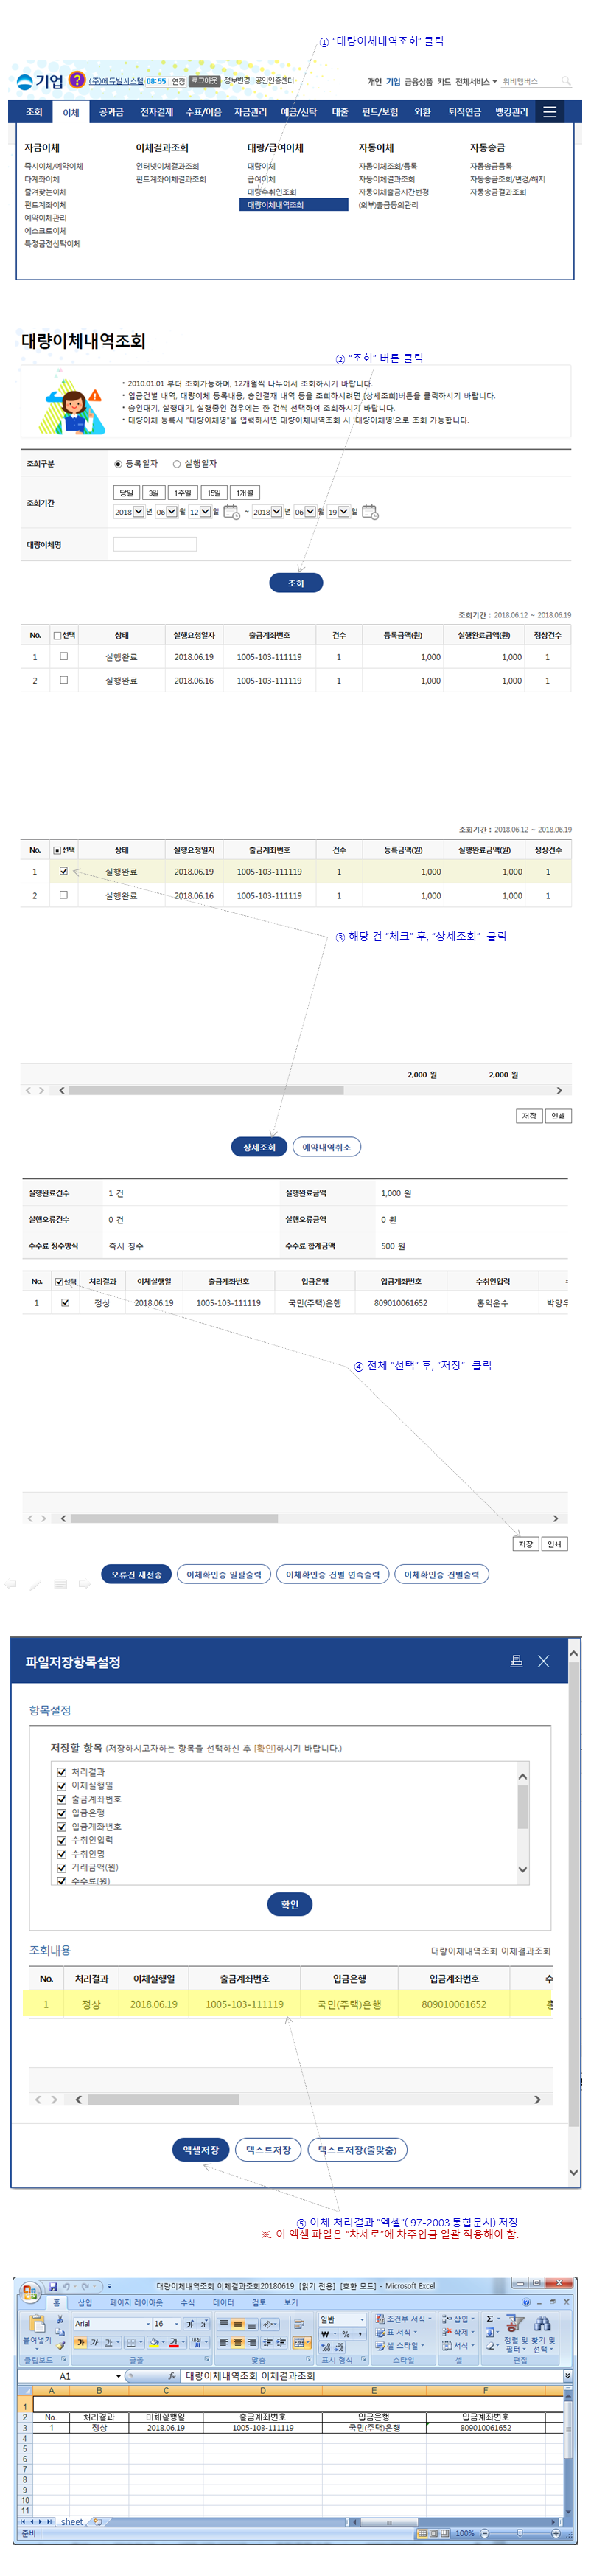 ① "대량이체내역조회" 클릭
기업 ? (주)에듀빌시스템 08:55 연장 로그아웃 정보변경 공인인증센터 개인 기업 금융상품 카드 전체서비스 위비멤버스
조회 이체 공과금 전자결제 수표/어음 자금관리 예금/신탁 대출 펀드/보험 외환 퇴직연금 뱅킹관리
자금이체 이체결과조회 대량/급여이체 자동이체 자동송금
즉시이체/예약이체 인터넷이체결과조회 대량이체 자동이체조회/등록 자동송금등록
다계좌이체 펀드계좌이체결과조회 급여이체 자동이체결과조회 자동송금조회/변경/해지
즐겨찾는이체 대량수취인조회 자동이체출금시간변경 자동송금결과조회
펀드계좌이체 대량이체내역조회 (외부)출금동의관리
예약이체관리
에스크로이체
특정금전신탁이체
대량이체내역조회
② "조회" 버튼 클릭
· 2010.01.01 부터 조회가능하며, 12개월씩 나누어서 조회하시기 바랍니다.
· 입금건별 내역, 대량이체 등록내용, 승인결재 내역 등을 조회하시려면 [상세조회]버튼을 클릭하시기 바랍니다.
· 승인대기, 실행대기, 실행중인 경우에는 한 건씩 선택하여 조회하시기 바랍니다.
· 대량이체 등록시 "대량이체명"을 입력하시면 대량이체내역조회 시 '대량이체명'으로 조회 가능합니다.
조회구분 등록일자 실행일자
조회기간 당일 3일 1주일 15일 1개월
2018 년 06 월 12 일 ~ 2018 년 06 월 19 일
대량이체명
조회
조회기간 : 2018.06.12 ~ 2018.06.19
No. 선택 상태 실행요청일자 출금계좌번호 건수 등록금액(원) 실행완료금액(원) 정상건수
1 실행완료 2018.06.19 1005-103-111119 1 1,000 1,000 1
2 실행완료 2018.06.16 1005-103-111119 1 1,000 1,000 1
조회기간 : 2018.06.12 ~ 2018.06.19
No. 선택 상태 실행요청일자 출금계좌번호 건수 등록금액(원) 실행완료금액(원) 정상건수
1 실행완료 2018.06.19 1005-103-111119 1 1,000 1,000 1
2 실행완료 2018.06.16 1005-103-111119 1 1,000 1,000 1
③ 해당 건 "체크" 후, "상세조회" 클릭
2,000 원 2,000 원
저장 인쇄
상세조회 예약내역취소
실행완료건수 1 건 실행완료금액 1,000 원
실행오류건수 0 건 실행오류금액 0 원
수수료 징수방식 즉시 징수 수수료 합계금액 500 원
No. 선택 처리결과 이체실행일 출금계좌번호 입금은행 입금계좌번호 수취인입력
1 정상 2018.06.19 1005-103-111119 국민(주택)은행 809010061652 홍익운수 박양우
④ 전체 "선택" 후, "저장" 클릭
저장 인쇄
오류건 재전송 이체확인증 일괄출력 이체확인증 건별 연속출력 이체확인증 건별출력
파일저장항목설정
항목설정
저장할 항목 (저장하시고자하는 항목을 선택하신 후 [확인]하시기 바랍니다.)
처리결과
이체실행일
출금계좌번호
입금은행
입금계좌번호
수취인입력
수취인명
거래금액(원)
수수료(원)
확인
조회내용 대량이체내역조회 이체결과조회
No. 처리결과 이체실행일 출금계좌번호 입금은행 입금계좌번호 수
1 정상 2018.06.19 1005-103-111119 국민(주택)은행 809010061652 홍
엑셀저장 텍스트저장 텍스트저장(줄맞춤)
⑤ 이체 처리결과 "엑셀"( 97-2003 통합문서) 저장
※. 이 엑셀 파일은 "차세로"에 차주입금 일괄 적용해야 함.
대량이체내역조회 이체결과조회20180619 [읽기 전용] [호환 모드] - Microsoft Excel
홈 삽입 페이지 레이아웃 수식 데이터 검토 보기
붙여넣기 Arial 16 일반 조건부 서식 표 서식 셀 스타일 삽입 삭제 서식 정렬 및 필터 찾기 및 선택
클립보드 글꼴 맞춤 표시 형식 스타일 셀 편집
A1 대량이체내역조회 이체결과조회
A B C D E F
1
2 No. 처리결과 이체실행일 출금계좌번호 입금은행 입금계좌번호
3 1 정상 2018.06.19 1005-103-111119 국민(주택)은행 809010061652
4
5
6
7
8
9
10
11
sheet
준비 100%